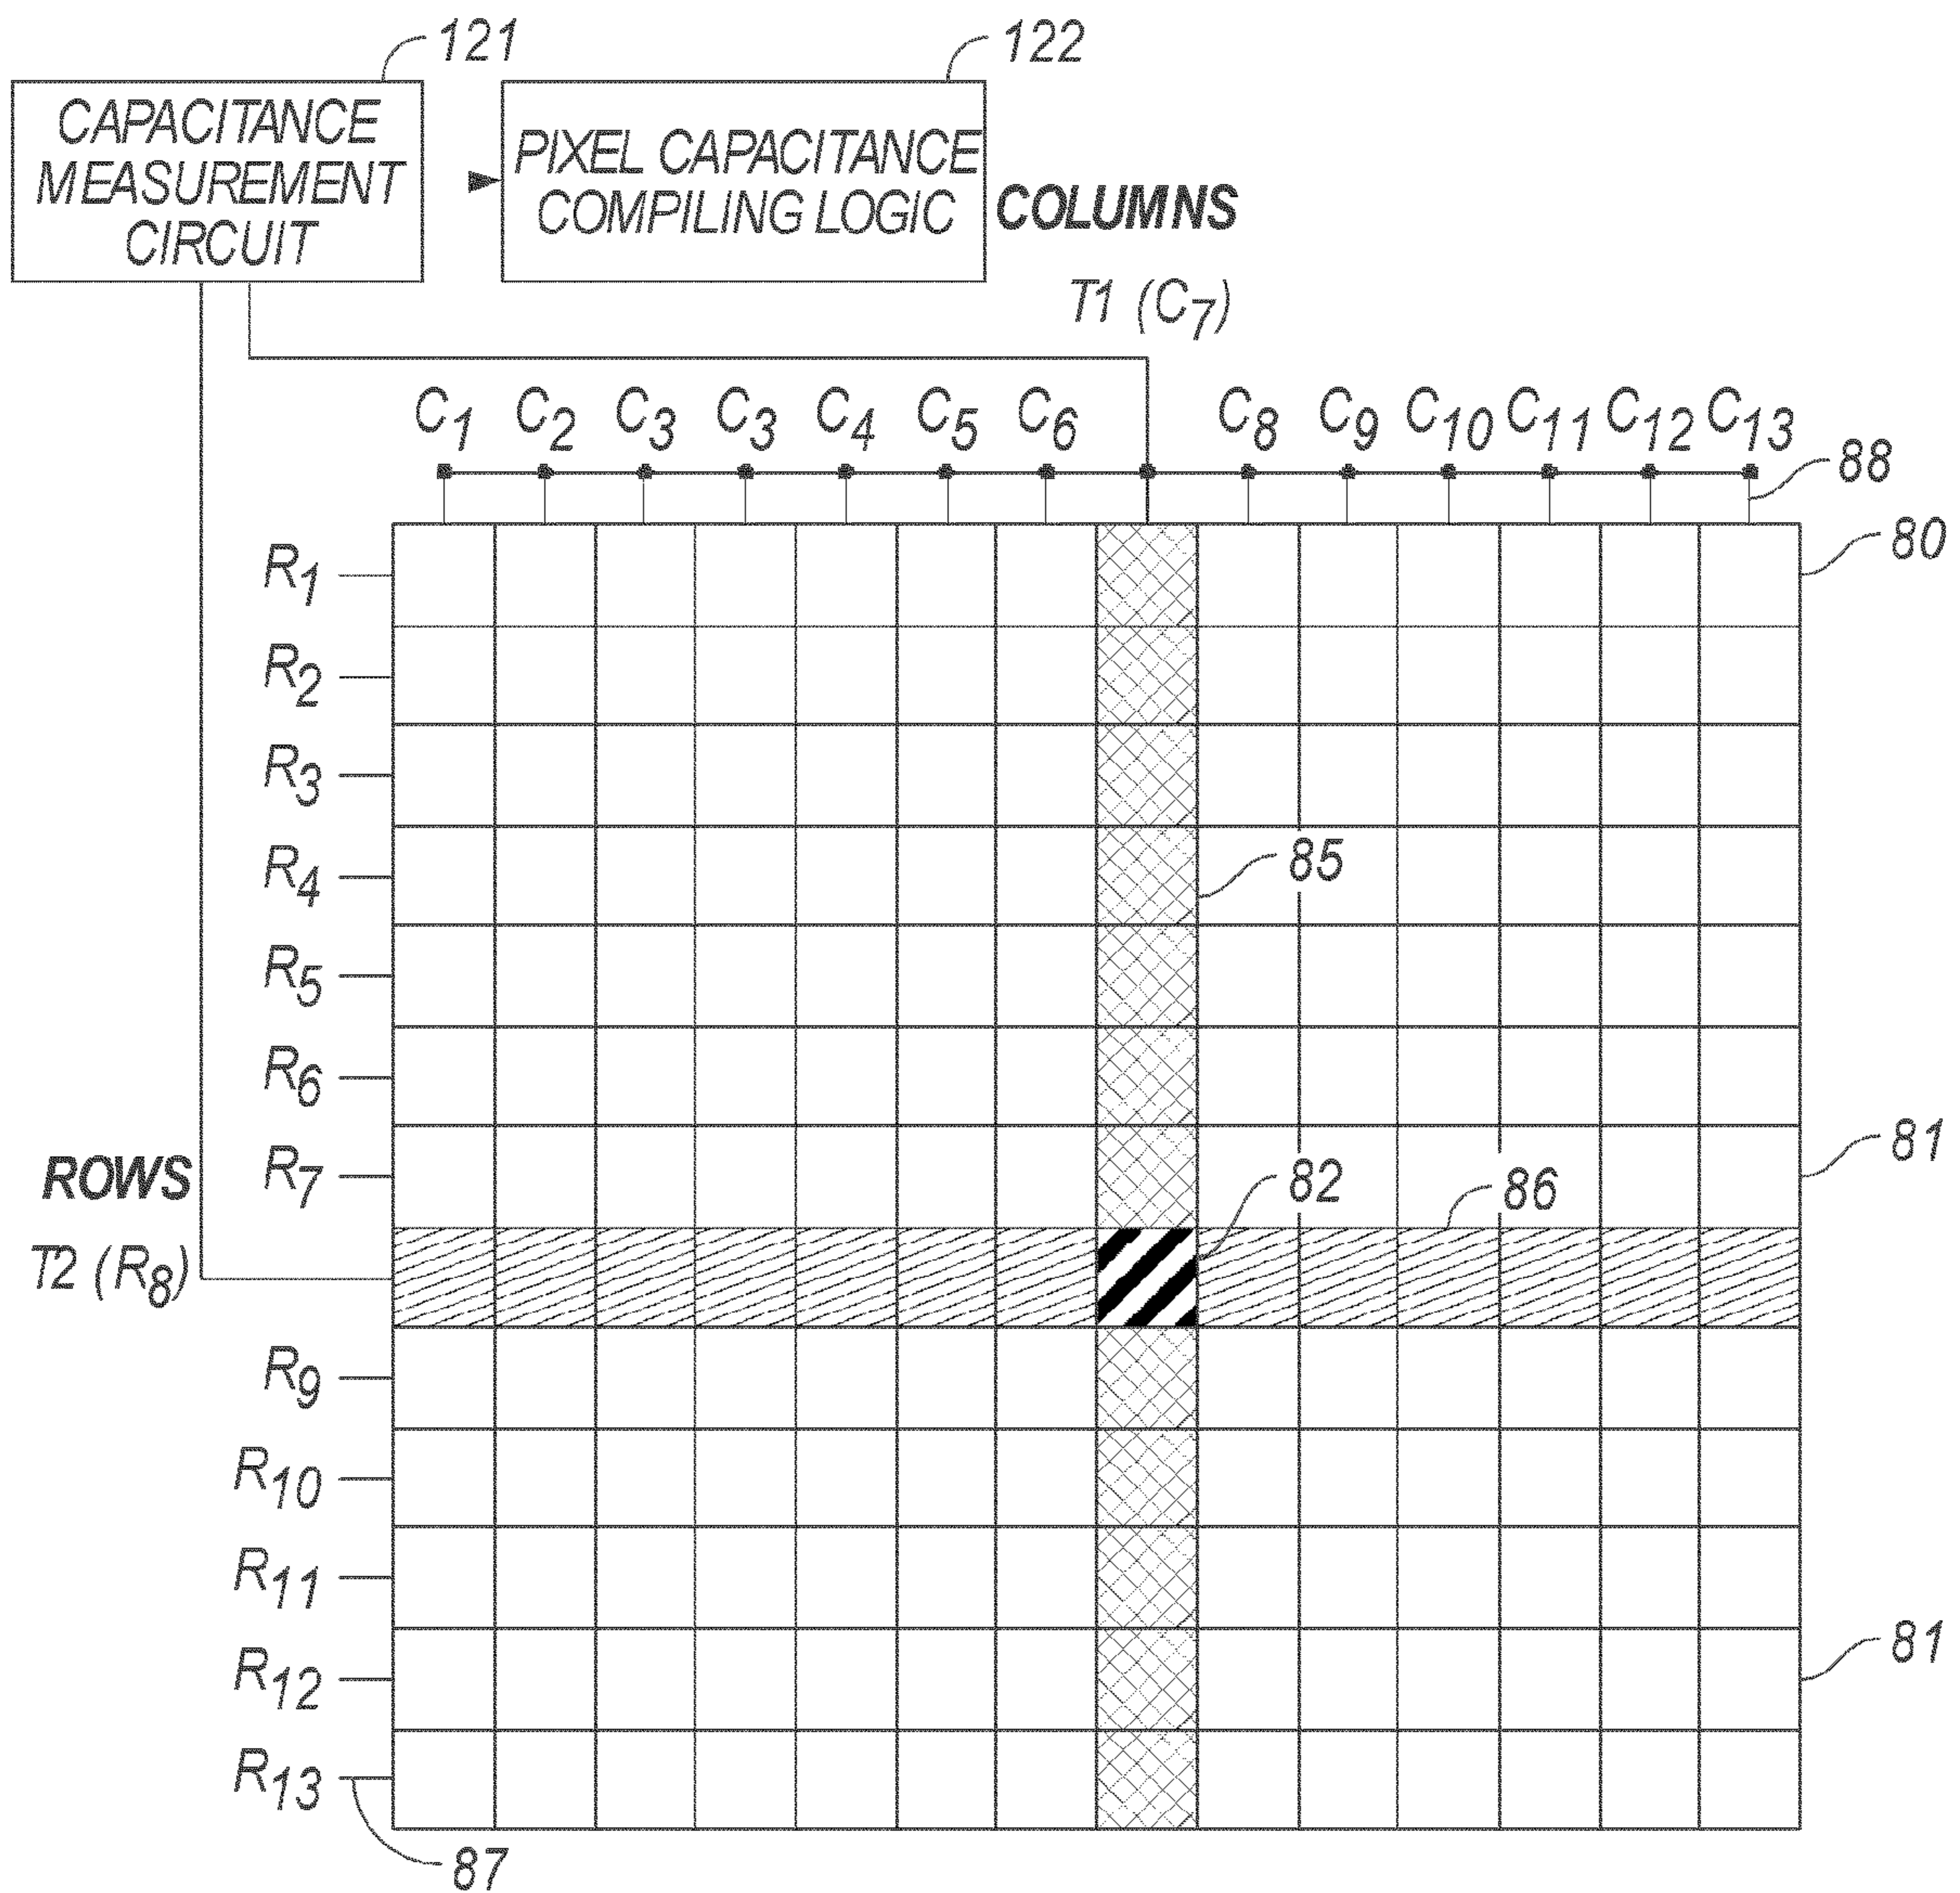 121
122
CAPACITANCE
MEASUREMENT
CIRCUIT
PIXEL CAPACITANCE
COMPILING LOGIC
COLUMNS
T1 (C7)
C1 C2 C3 C3 C4 C5 C6 C8 C9 C10 C11 C12 C13
88
80
R1
R2
R3
R4
85
R5
R6
R7
81
ROWS
82
86
T2 (R8)
R9
R10
R11
R12
81
R13
87